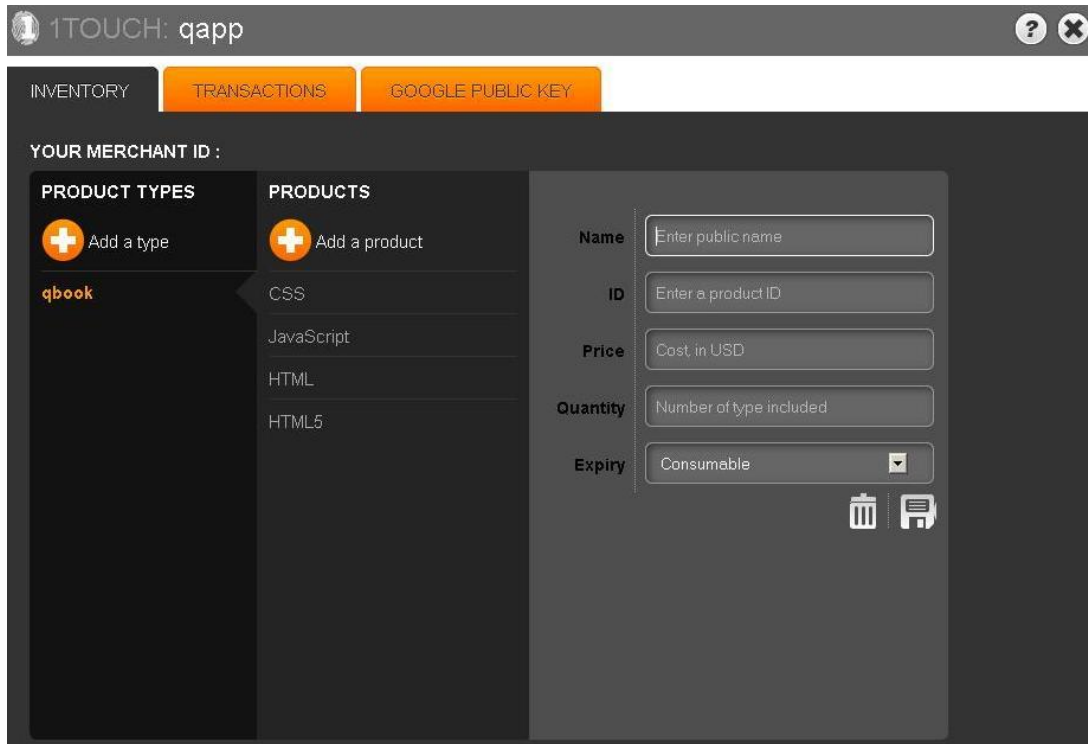 1TOUCH: qapp
?
INVENTORY
TRANSACTIONS
GOOGLE PUBLIC KEY
YOUR MERCHANT ID :
PRODUCT TYPES
Add a type
qbook
PRODUCTS
Add a product
CSS
JavaScript
HTML
HTML5
Name Enter public name
ID Enter a product ID
Price Cost, in USD
Quantity Number of type included
Expiry Consumable